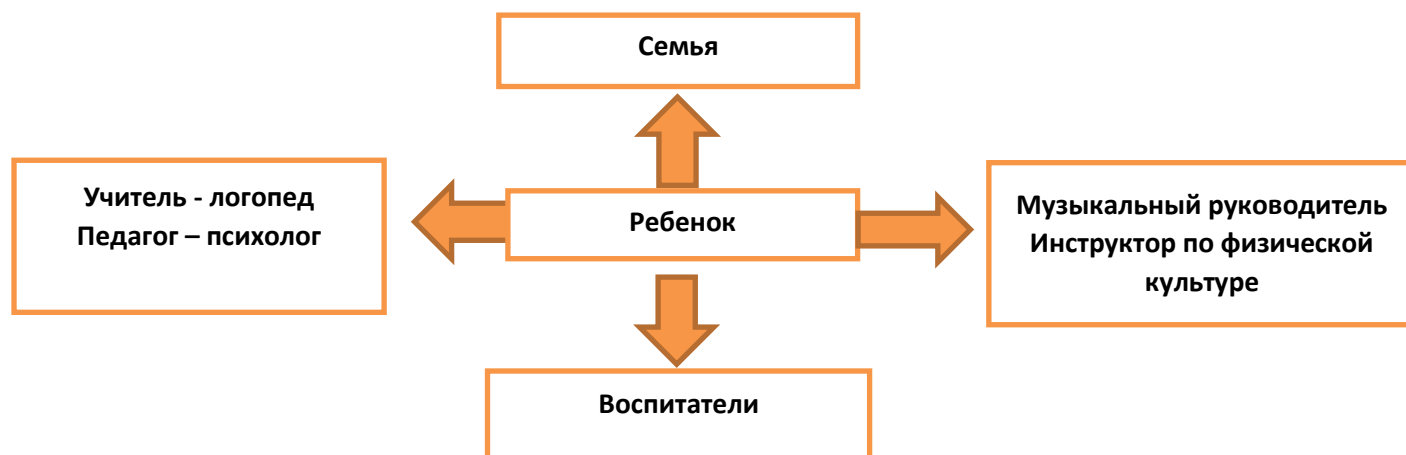 Семья
Учитель - логопед
Педагог – психолог
Ребенок
Музыкальный руководитель
Инструктор по физической
культуре
Воспитатели